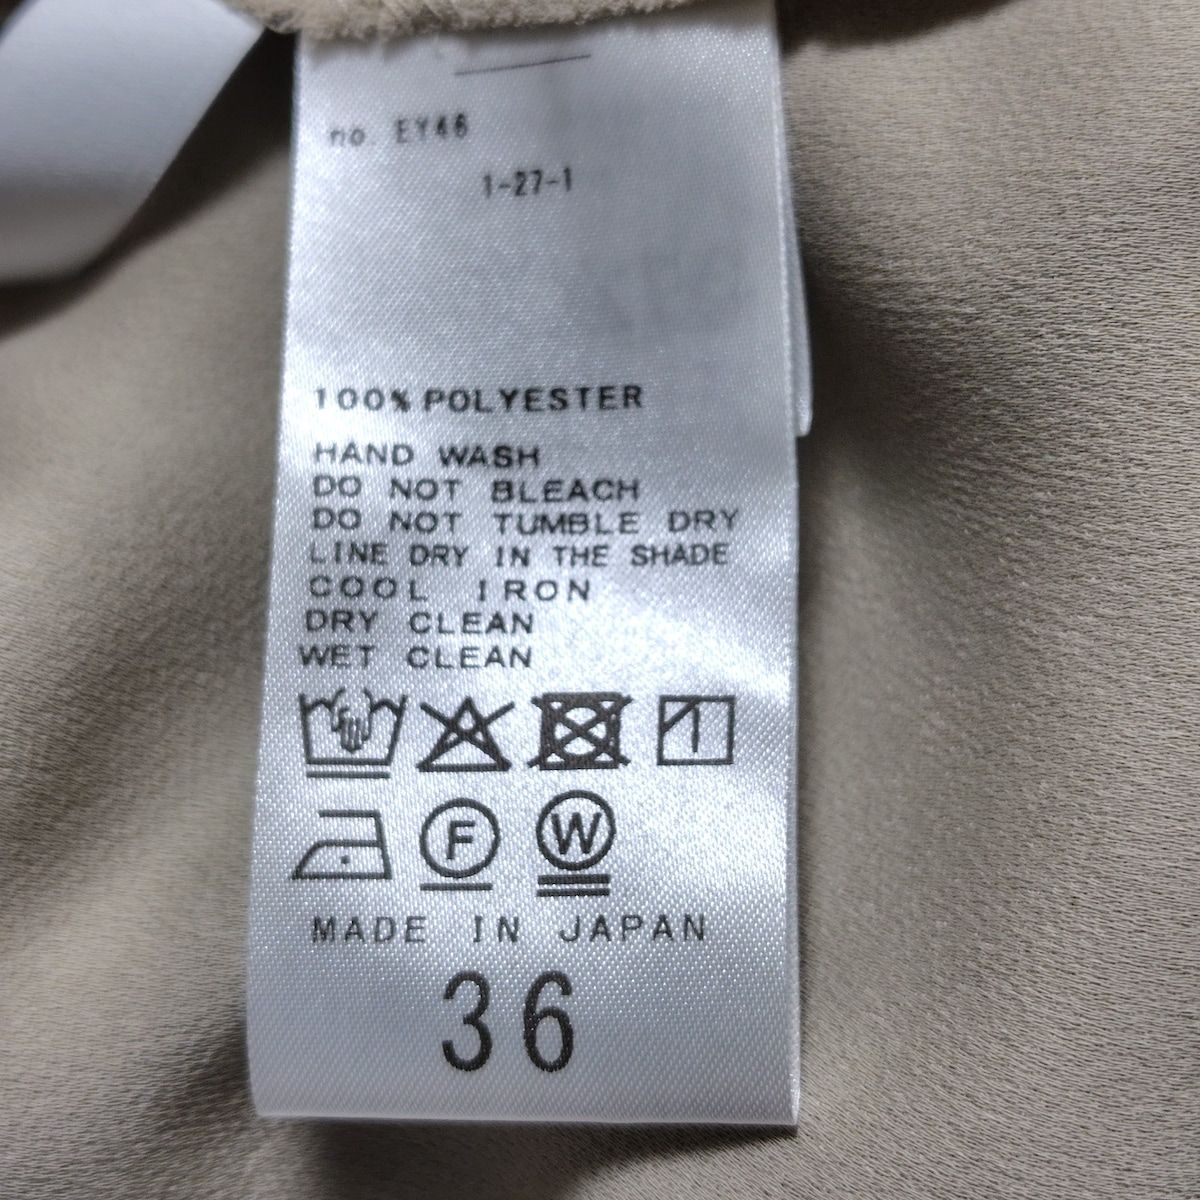 no. EY46
1-27-1
100% POLYESTER
HAND WASH
DO NOT BLEACH
DO NOT TUMBLE DRY
LINE DRY IN THE SHADE
COOL IRON
DRY CLEAN
WET CLEAN
F W
MADE IN JAPAN
36